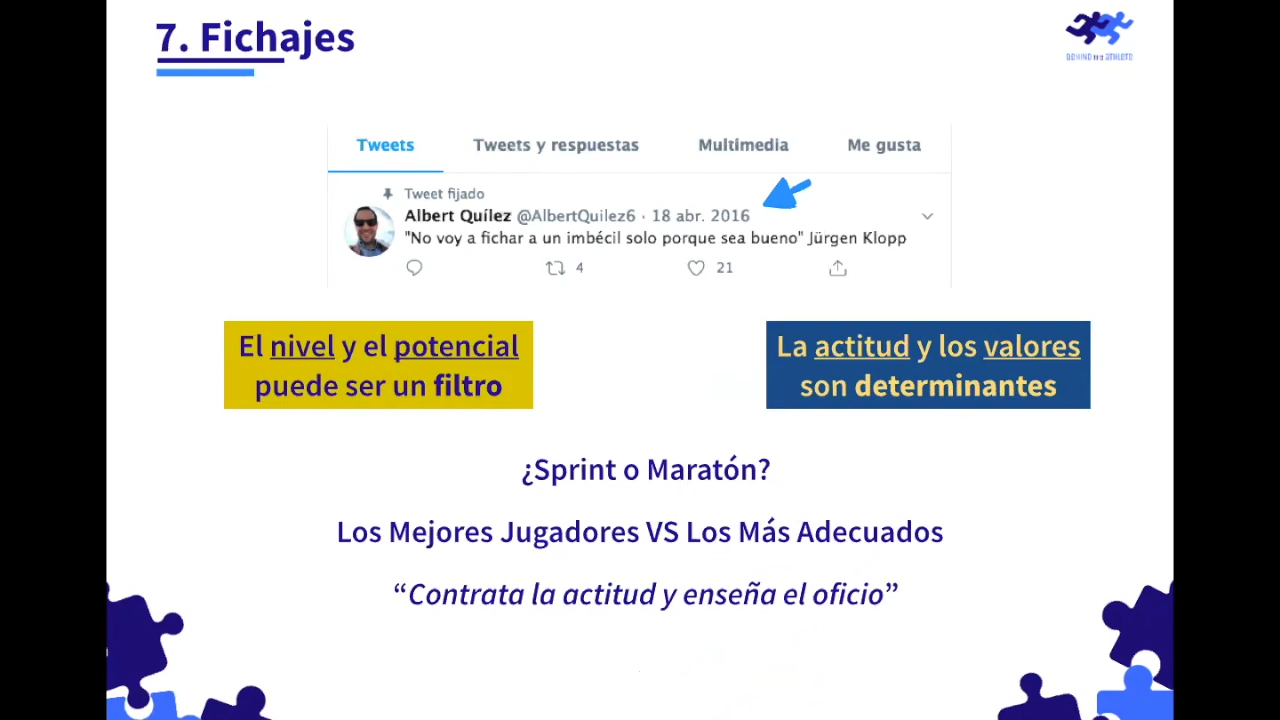 7. Fichajes
BEHIND THE ATHLETE
Tweets Tweets y respuestas Multimedia Me gusta
Tweet fijado
Albert Quílez @AlbertQuilez6 · 18 abr. 2016
"No voy a fichar a un imbécil solo porque sea bueno" Jürgen Klopp
4 21
El nivel y el potencial
puede ser un filtro
La actitud y los valores
son determinantes
¿Sprint o Maratón?
Los Mejores Jugadores VS Los Más Adecuados
“Contrata la actitud y enseña el oficio”